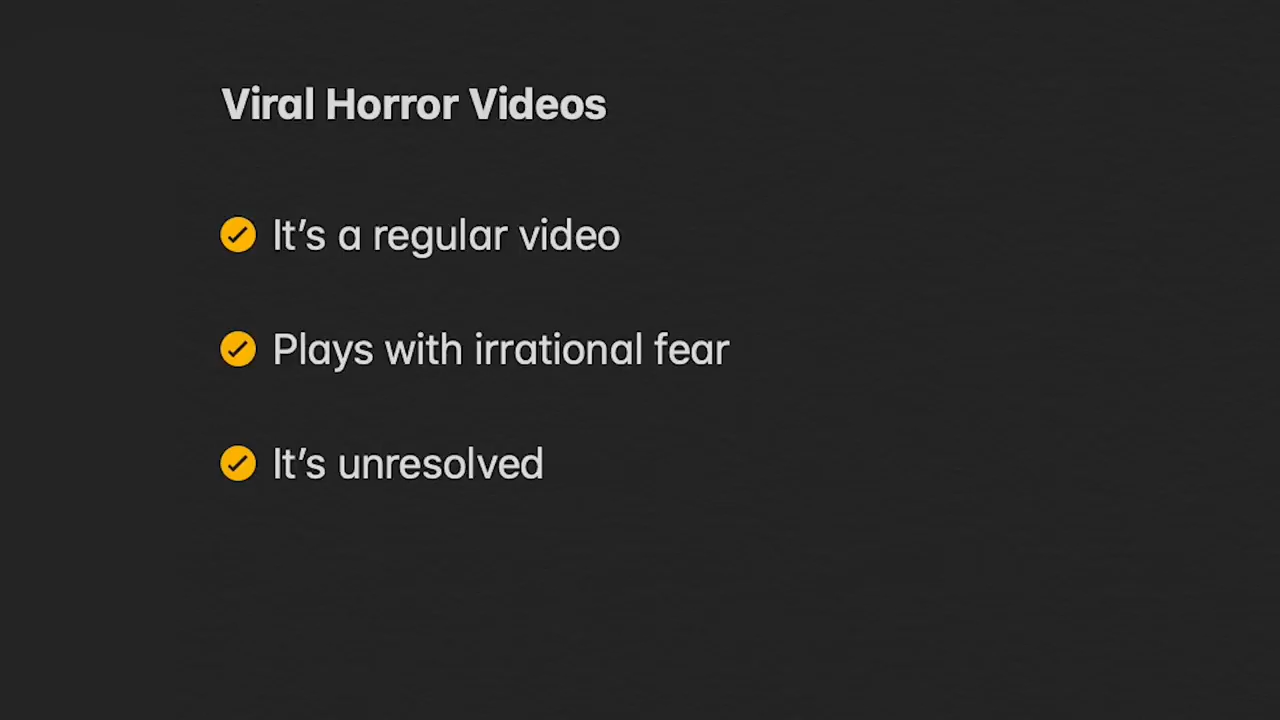 Viral Horror Videos
It’s a regular video
Plays with irrational fear
It’s unresolved